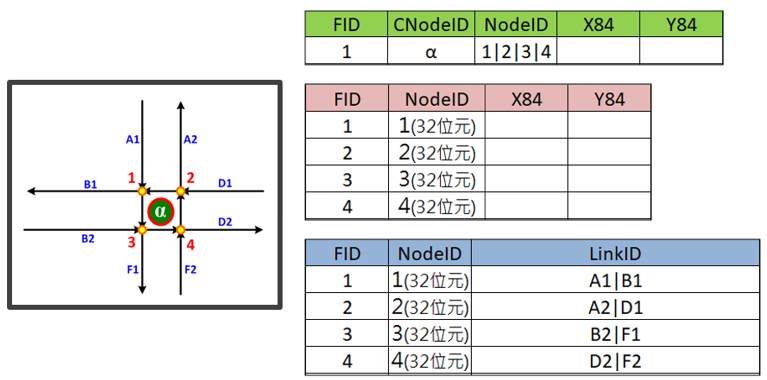 A1 A2
1 2
B1 D1
α
B2 D2
3 4
F1 F2
FID CNodeID NodeID X84 Y84
1 α 1|2|3|4
FID NodeID X84 Y84
1 1(32位元)
2 2(32位元)
3 3(32位元)
4 4(32位元)
FID NodeID LinkID
1 1(32位元) A1|B1
2 2(32位元) A2|D1
3 3(32位元) B2|F1
4 4(32位元) D2|F2